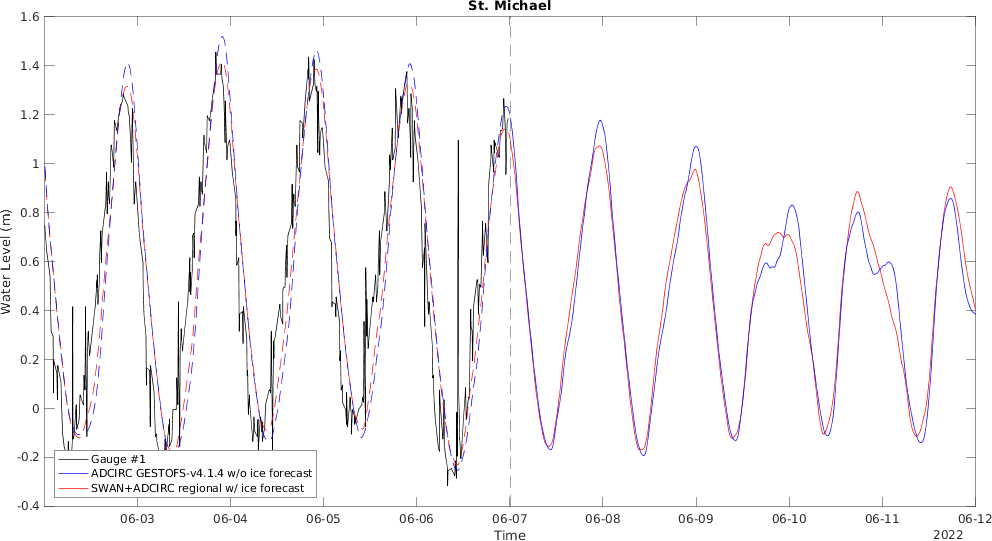 St. Michael
1.6
1.4
1.2
1
0.8
0.6
0.4
0.2
0
-0.2
-0.4
Water Level (m)
Gauge #1
ADCIRC GESTOFS-v4.1.4 w/o ice forecast
SWAN+ADCIRC regional w/ ice forecast
06-03 06-04 06-05 06-06 06-07 06-08 06-09 06-10 06-11 06-12
Time
2022